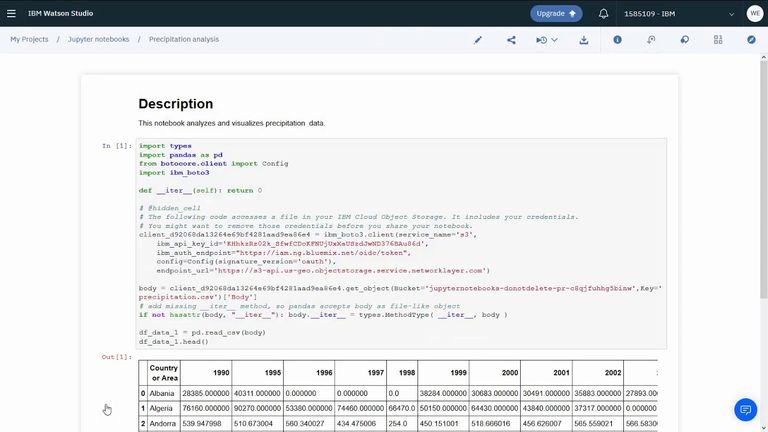 IBM Watson Studio
Upgrade
1585109 - IBM
WE
My Projects / Jupyter notebooks / Precipitation analysis
Description
This notebook analyzes and visualizes precipitation data.
In [1]:
import types
import pandas as pd
from botocore.client import Config
import ibm_boto3
def __iter__(self): return 0
# @hidden_cell
# The following code accesses a file in your IBM Cloud Object Storage. It includes your credentials.
# You might want to remove those credentials before you share your notebook.
client_d92068da13264e69bf4281aad9ea86e4 = ibm_boto3.client(service_name='s3',
ibm_api_key_id=
ibm_auth_endpoint="https://iam.ng.bluemix.net/oidc/token",
config=Config(signature_version='oauth'),
endpoint_url='https://s3-api.us-geo.objectstorage.service.networklayer.com')
body = client_d92068da13264e69bf4281aad9ea86e4.get_object(Bucket='jupyternotebooks-donotdelete-pr-c8qjfuhhg5binw',Key='
precipitation.csv')['Body']
# add missing __iter__ method, so pandas accepts body as file-like object
if not hasattr(body, "__iter__"): body.__iter__ = types.MethodType( __iter__, body )
df_data_1 = pd.read_csv(body)
df_data_1.head()
Out[1]:
Country or Area 1990 1995 1996 1997 1998 1999 2000 2001 2002
0 Albania 28385.000000 40311.000000 0.000000 0.000000 0.0 38284.000000 30683.000000 30491.000000 35883.000000 27893.00
1 Algeria 76160.000000 90270.000000 53380.000000 74460.000000 66470.0 50150.000000 64430.000000 43840.000000 37317.000000 0.000000
2 Andorra 539.947998 510.673004 560.340027 434.475006 254.0 450.151001 518.666016 456.626007 565.559021 566.5830